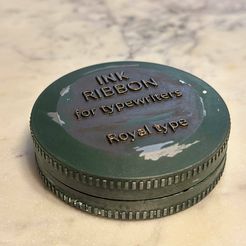 INK
RIBBON
for typewriters
Royal type